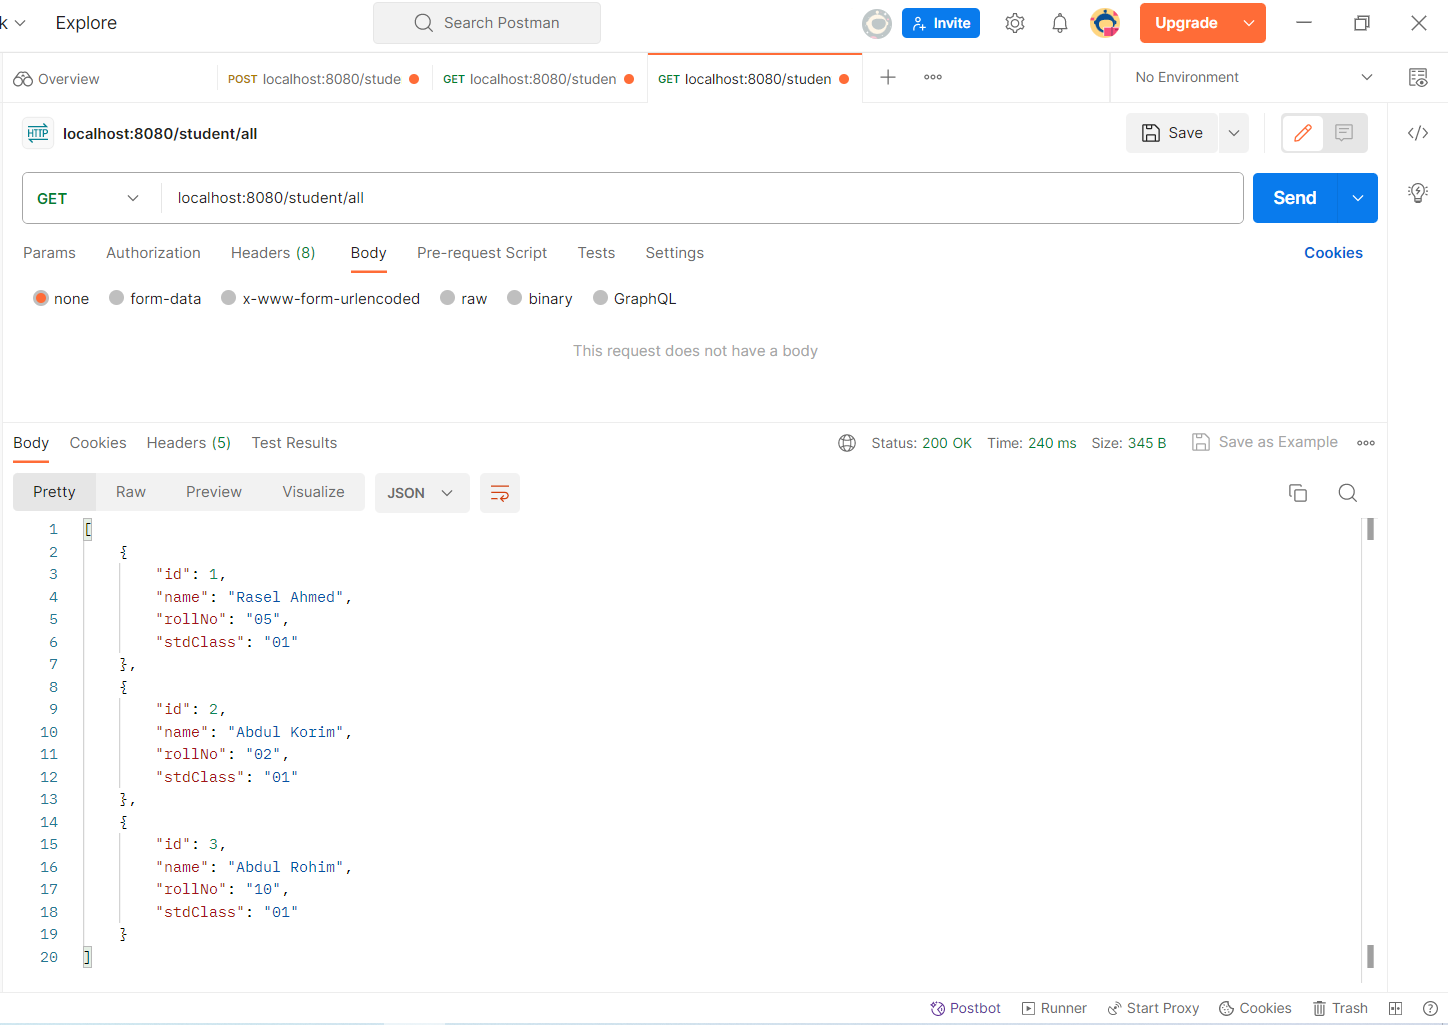 k Explore Search Postman Invite Upgrade
Overview POST localhost:8080/stude GET localhost:8080/studen GET localhost:8080/studen No Environment
HTTP localhost:8080/student/all Save
GET localhost:8080/student/all Send
Params Authorization Headers (8) Body Pre-request Script Tests Settings Cookies
none form-data x-www-form-urlencoded raw binary GraphQL
This request does not have a body
Body Cookies Headers (5) Test Results Status: 200 OK Time: 240 ms Size: 345 B Save as Example
Pretty Raw Preview Visualize JSON
1 [
2 {
3 "id": 1,
4 "name": "Rasel Ahmed",
5 "rollNo": "05",
6 "stdClass": "01"
7 },
8 {
9 "id": 2,
10 "name": "Abdul Korim",
11 "rollNo": "02",
12 "stdClass": "01"
13 },
14 {
15 "id": 3,
16 "name": "Abdul Rohim",
17 "rollNo": "10",
18 "stdClass": "01"
19 }
20 ]
Postbot Runner Start Proxy Cookies Trash